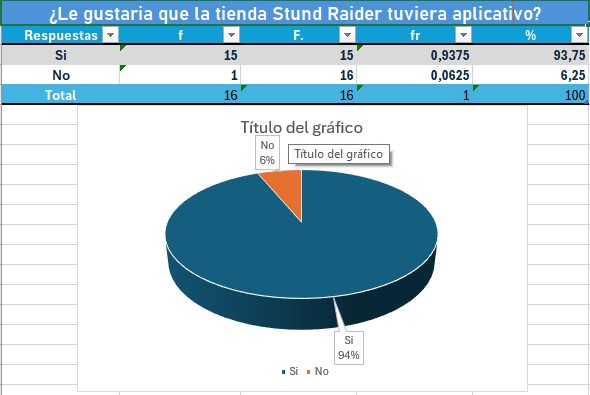 ¿Le gustaria que la tienda Stund Raider tuviera aplicativo?
Respuestas f F. fr %
Si 15 15 0,9375 93,75
No 1 16 0,0625 6,25
Total 16 16 1 100
Título del gráfico
No
6%
Título del gráfico
Si
94%
Si No